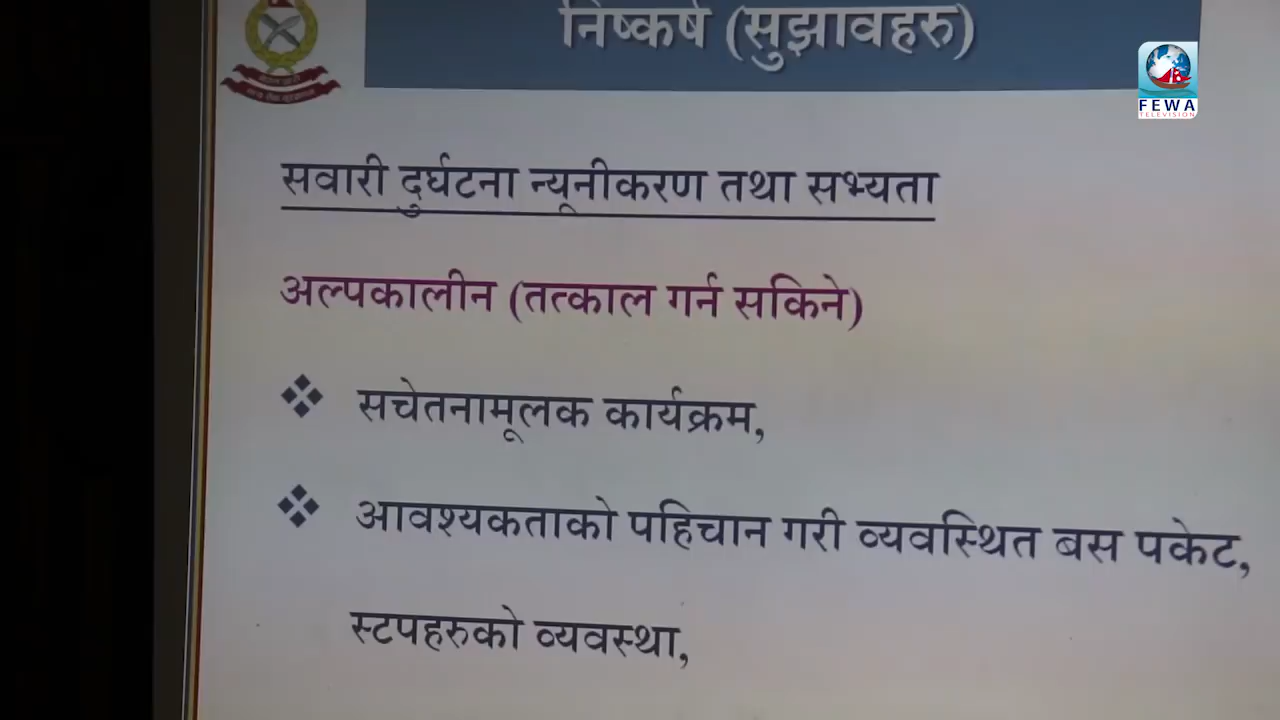 निष्कर्ष (सुझावहरु)
FEWA
TELEVISION
सवारी दुर्घटना न्यूनीकरण तथा सभ्यता
अल्पकालीन (तत्काल गर्न सकिने)
❖ सचेतनामूलक कार्यक्रम,
❖ आवश्यकताको पहिचान गरी व्यवस्थित बस पकेट,
स्टपहरुको व्यवस्था,